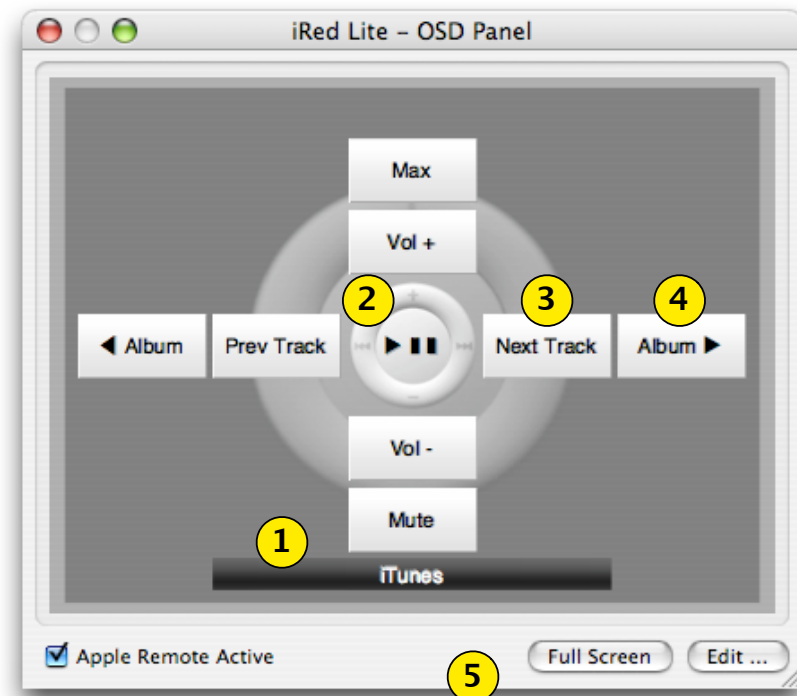 iRed Lite – OSD Panel
Max
Vol +
2
3
4
◀ Album
Prev Track
▶ ▮▮
Next Track
Album ▶
Vol -
Mute
1
iTunes
Apple Remote Active
5
Full Screen
Edit ...